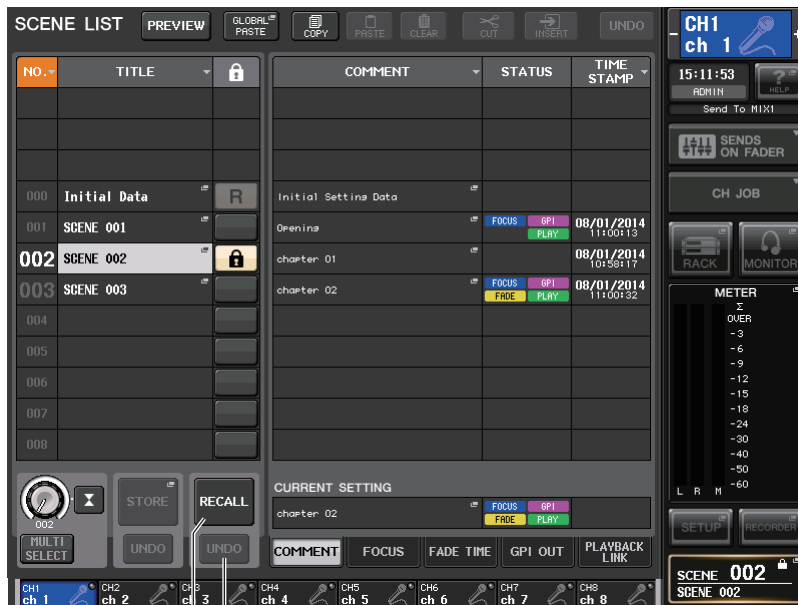 SCENE LIST PREVIEW GLOBAL PASTE COPY PASTE CLEAR CUT INSERT UNDO
NO. TITLE COMMENT STATUS TIME STAMP
000 Initial Data R Initial Setting Data
001 SCENE 001 Opening FOCUS GPI PLAY 08/01/2014 11:00:13
002 SCENE 002 chapter 01 08/01/2014 10:58:17
003 SCENE 003 chapter 02 FOCUS GPI FADE PLAY 08/01/2014 11:00:32
004
005
006
007
008
002
MULTI SELECT
STORE
UNDO
RECALL
UNDO
CURRENT SETTING
chapter 02 FOCUS GPI FADE PLAY
COMMENT FOCUS FADE TIME GPI OUT PLAYBACK LINK
CH1 ch 1
CH2 ch 2
CH3 ch 3
CH4 ch 4
CH5 ch 5
CH6 ch 6
CH7 ch 7
CH8 ch 8
- CH1
ch 1
15:11:53
ADMIN
? HELP
Send To MIX1
SENDS ON FADER
CH JOB
RACK MONITOR
METER
Σ
OVER
-3
-6
-9
-12
-15
-18
-24
-30
-40
-50
-60
L R M
SETUP RECORDER
SCENE 002
SCENE 002